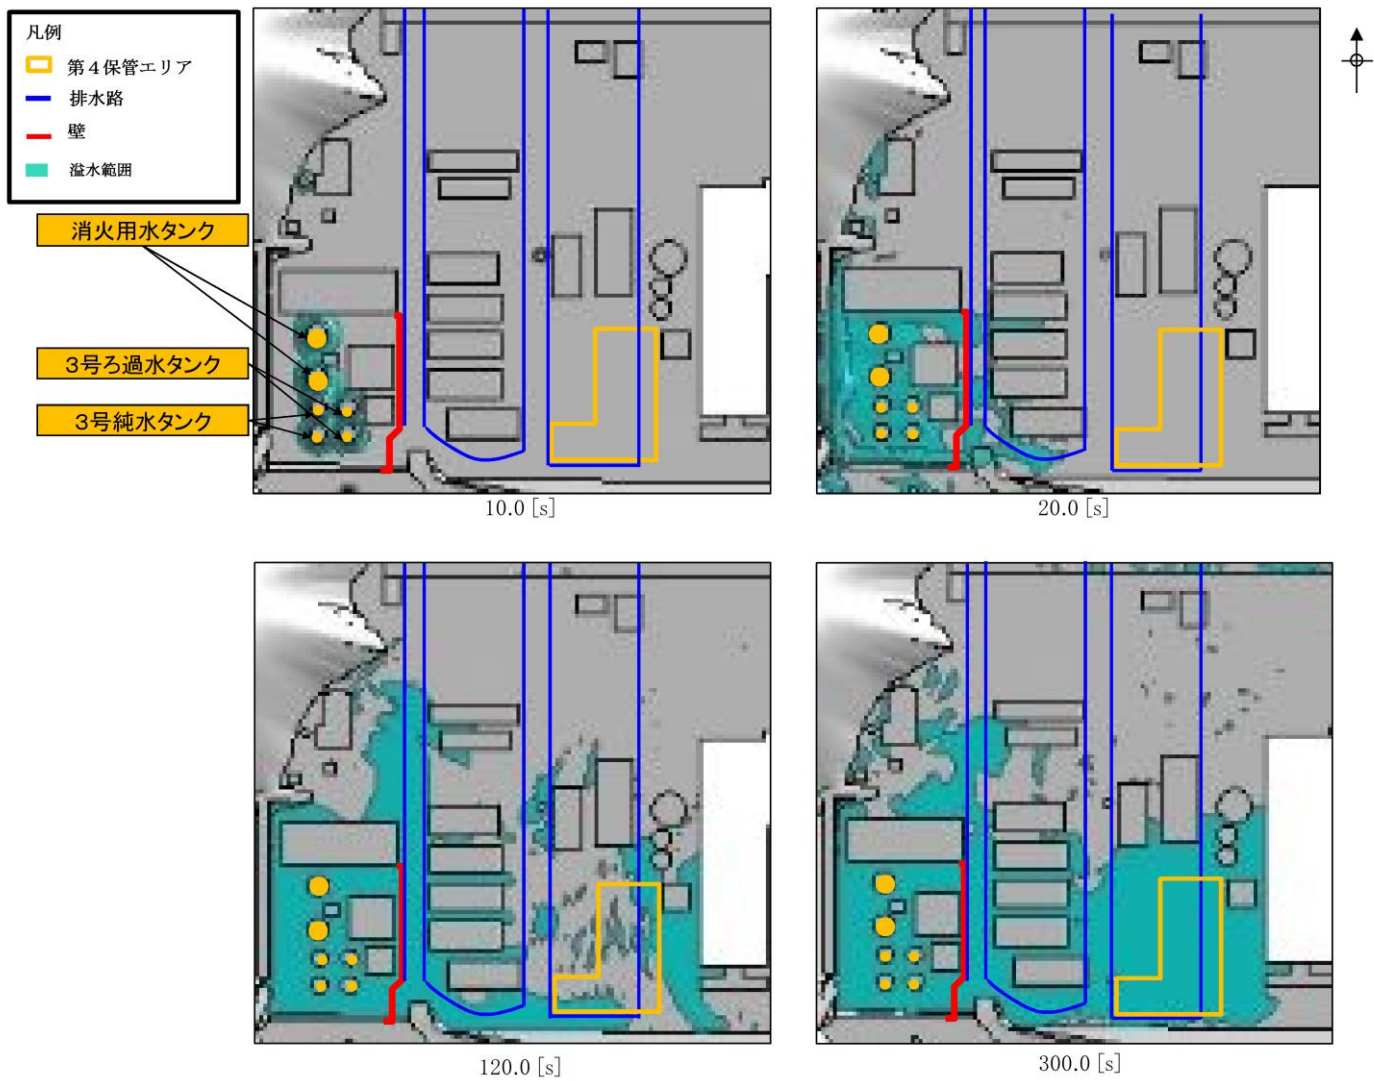 凡例
第４保管エリア
排水路
壁
溢水範囲
消火用水タンク
３号ろ過水タンク
３号純水タンク
10.0 [s]
20.0 [s]
120.0 [s]
300.0 [s]